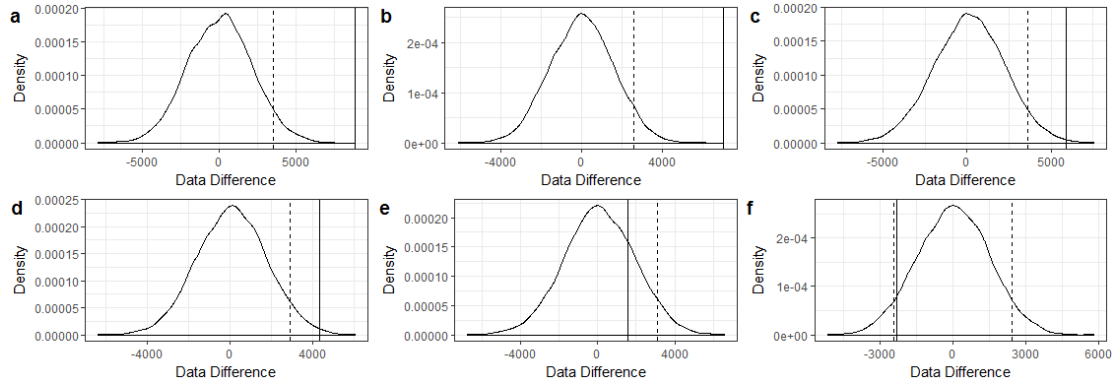 a
0.00020
0.00015
0.00010
0.00005
0.00000
Density
-5000 0 5000
Data Difference
b
2e-04
1e-04
0e+00
Density
-4000 0 4000
Data Difference
c
0.00020
0.00015
0.00010
0.00005
0.00000
Density
-5000 0 5000
Data Difference
d
0.00025
0.00020
0.00015
0.00010
0.00005
0.00000
Density
-4000 0 4000
Data Difference
e
0.00020
0.00015
0.00010
0.00005
0.00000
Density
-4000 0 4000
Data Difference
f
2e-04
1e-04
0e+00
Density
-3000 0 3000 6000
Data Difference